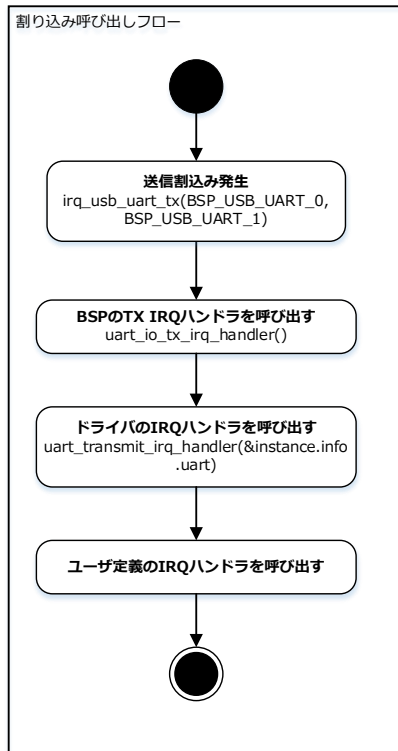 割り込み呼び出しフロー
送信割込み発生
irq_usb_uart_tx(BSP_USB_UART_0,
BSP_USB_UART_1)
BSPのTX IRQハンドラを呼び出す
uart_io_tx_irq_handler()
ドライバのIRQハンドラを呼び出す
uart_transmit_irq_handler(&instance.info
.uart)
ユーザ定義のIRQハンドラを呼び出す